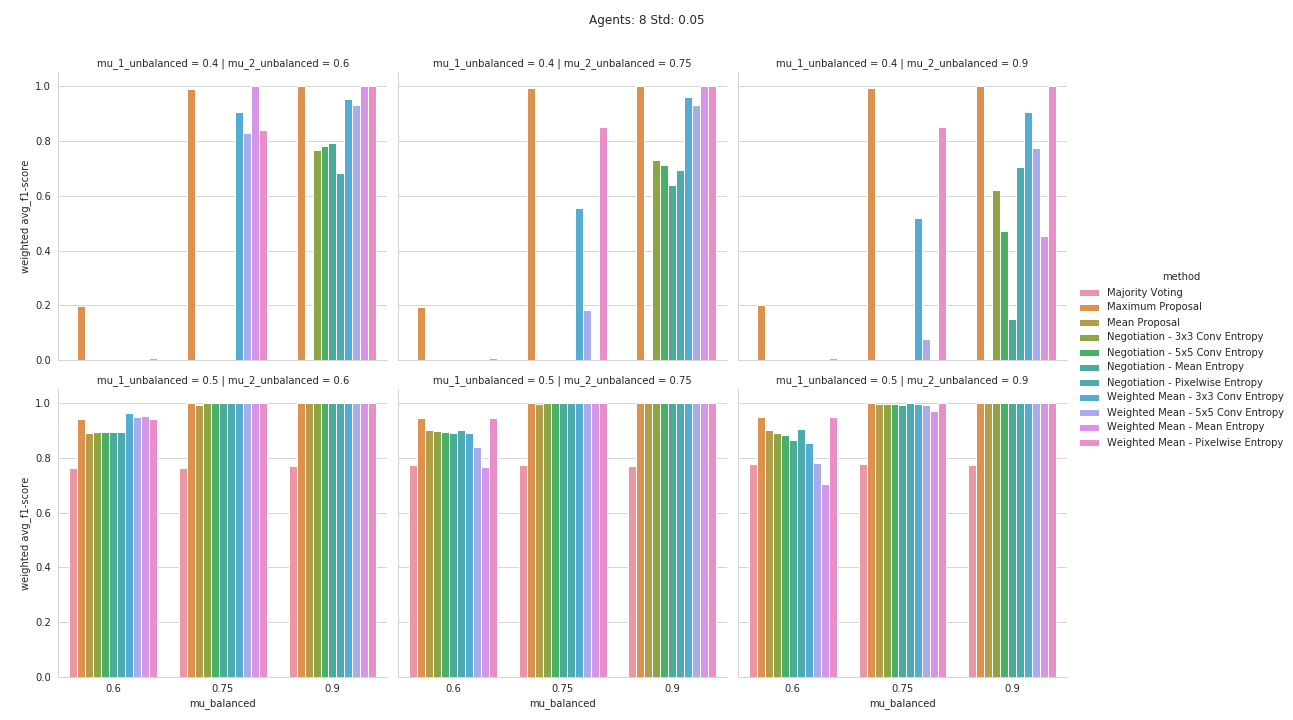 Agents: 8 Std: 0.05
mu_1_unbalanced = 0.4 | mu_2_unbalanced = 0.6
mu_1_unbalanced = 0.4 | mu_2_unbalanced = 0.75
mu_1_unbalanced = 0.4 | mu_2_unbalanced = 0.9
1.0
0.8
0.6
0.4
0.2
0.0
weighted avg_f1-score
mu_1_unbalanced = 0.5 | mu_2_unbalanced = 0.6
mu_1_unbalanced = 0.5 | mu_2_unbalanced = 0.75
mu_1_unbalanced = 0.5 | mu_2_unbalanced = 0.9
1.0
0.8
0.6
0.4
0.2
0.0
weighted avg_f1-score
0.6 0.75 0.9
mu_balanced
0.6 0.75 0.9
mu_balanced
0.6 0.75 0.9
mu_balanced
method
Majority Voting
Maximum Proposal
Mean Proposal
Negotiation - 3x3 Conv Entropy
Negotiation - 5x5 Conv Entropy
Negotiation - Mean Entropy
Negotiation - Pixelwise Entropy
Weighted Mean - 3x3 Conv Entropy
Weighted Mean - 5x5 Conv Entropy
Weighted Mean - Mean Entropy
Weighted Mean - Pixelwise Entropy